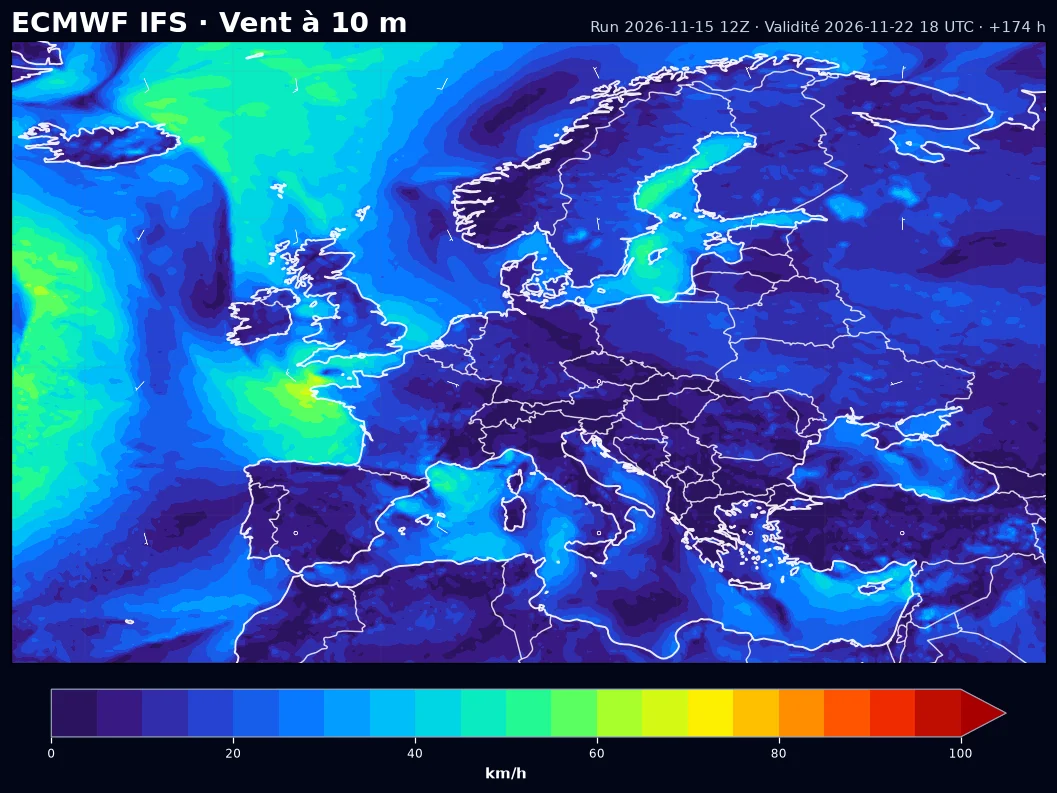 ECMWF IFS · Vent à 10 m
Run 2026-11-15 12Z · Validité 2026-11-22 18 UTC · +174 h
0 20 40 60 80 100
km/h